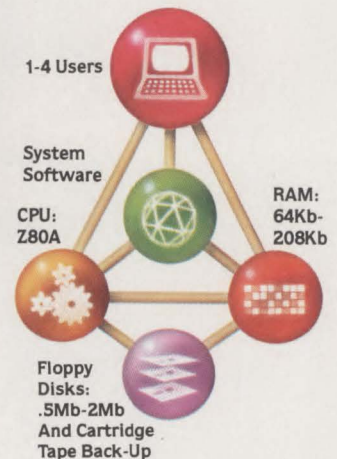 1-4 Users
System
Software
CPU:
Z80A
RAM:
64Kb-
208Kb
Floppy
Disks:
.5Mb-2Mb
And Cartridge
Tape Back-Up